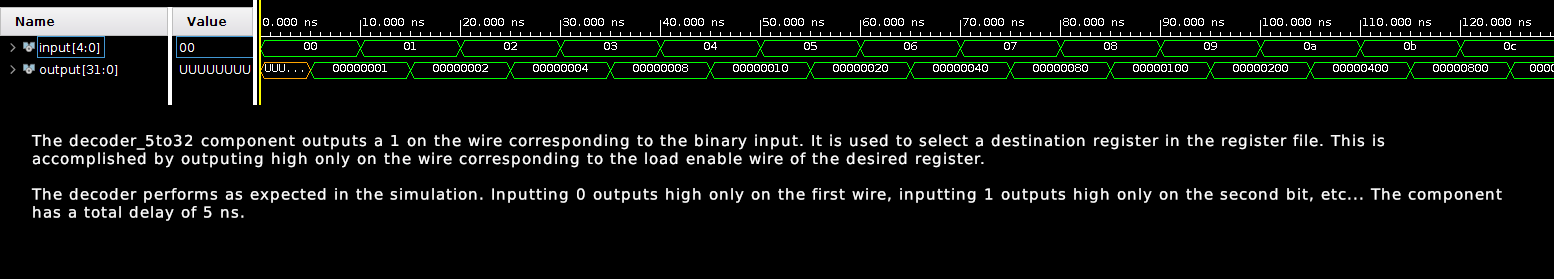 Name Value 0.000 ns 10.000 ns 20.000 ns 30.000 ns 40.000 ns 50.000 ns 60.000 ns 70.000 ns 80.000 ns 90.000 ns 100.000 ns 110.000 ns 120.000 ns
input[4:0] 00 00 01 02 03 04 05 06 07 08 09 0a 0b 0c
output[31:0] UUUUUUUU UUU... 00000001 00000002 00000004 00000008 00000010 00000020 00000040 00000080 00000100 00000200 00000400 00000800 0000
The decoder_5to32 component outputs a 1 on the wire corresponding to the binary input. It is used to select a destination register in the register file. This is
accomplished by outputing high only on the wire corresponding to the load enable wire of the desired register.
The decoder performs as expected in the simulation. Inputting 0 outputs high only on the first wire, inputting 1 outputs high only on the second bit, etc... The component
has a total delay of 5 ns.